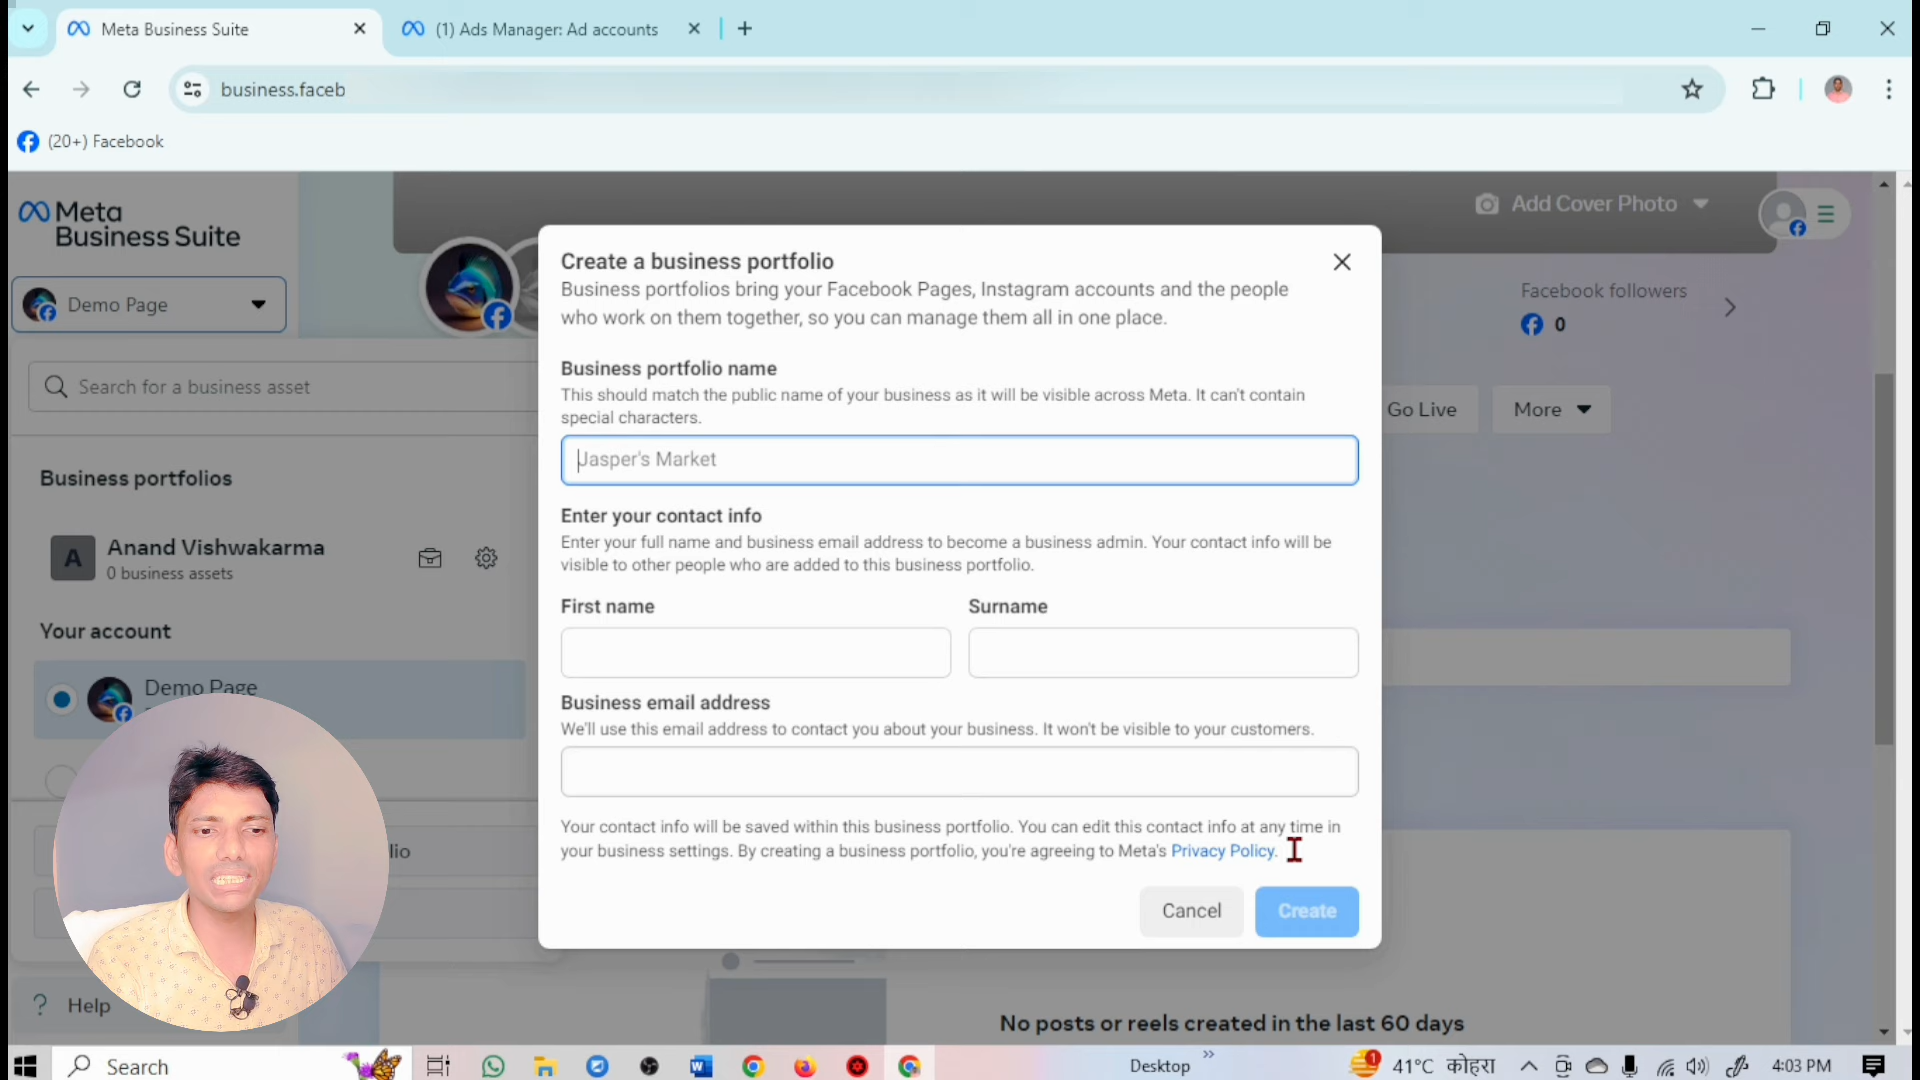 Meta Business Suite
(1) Ads Manager: Ad accounts
business.faceb
(20+) Facebook
Meta
Business Suite
Add Cover Photo
Demo Page
Facebook followers
0
Search for a business asset
Go Live
More
Business portfolios
Anand Vishwakarma
0 business assets
Your account
Demo Page
lio
Help
Create a business portfolio
Business portfolios bring your Facebook Pages, Instagram accounts and the people
who work on them together, so you can manage them all in one place.
Business portfolio name
This should match the public name of your business as it will be visible across Meta. It can't contain
special characters.
Jasper's Market
Enter your contact info
Enter your full name and business email address to become a business admin. Your contact info will be
visible to other people who are added to this business portfolio.
First name
Surname
Business email address
We'll use this email address to contact you about your business. It won't be visible to your customers.
Your contact info will be saved within this business portfolio. You can edit this contact info at any time in
your business settings. By creating a business portfolio, you're agreeing to Meta's Privacy Policy.
Cancel
Create
No posts or reels created in the last 60 days
Search
Desktop
1
41°C कोहरा
4:03 PM